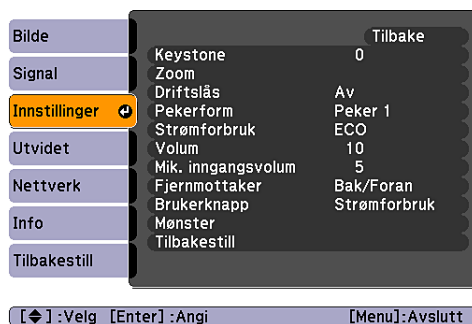 Bilde
Signal
Innstillinger
Utvidet
Nettverk
Info
Tilbakestill
Tilbake
Keystone 0
Zoom
Driftslås Av
Pekerform Peker 1
Strømforbruk ECO
Volum 10
Mik. inngangsvolum 5
Fjernmottaker Bak/Foran
Brukerknapp Strømforbruk
Mønster
Tilbakestill
[◆] :Velg [Enter] :Angi [Menu]:Avslutt